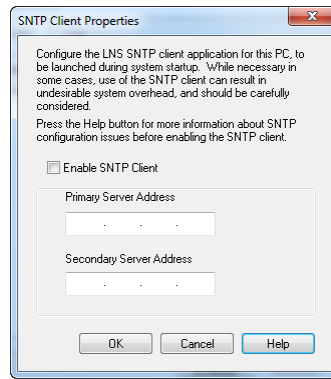 SNTP Client Properties
Configure the LNS SNTP client application for this PC, to
be launched during system startup. While necessary in
some cases, use of the SNTP client can result in
undesirable system overhead, and should be carefully
considered.
Press the Help button for more information about SNTP
configuration issues before enabling the SNTP client.
Enable SNTP Client
Primary Server Address
. . .
Secondary Server Address
. . .
OK Cancel Help